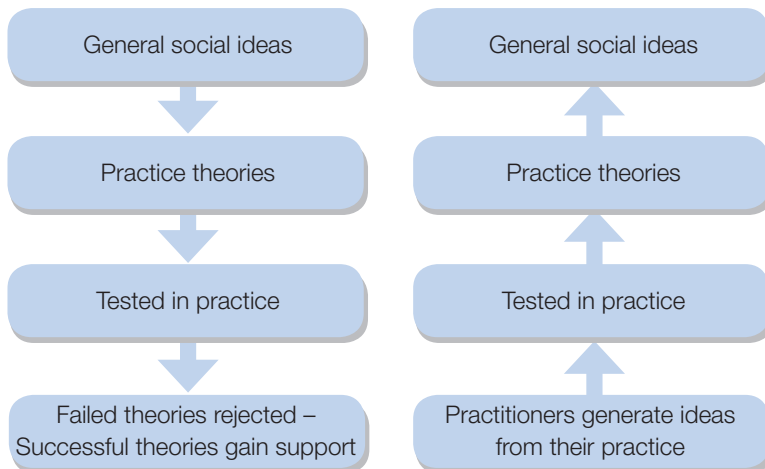 General social ideas
Practice theories
Tested in practice
Failed theories rejected –
Successful theories gain support
General social ideas
Practice theories
Tested in practice
Practitioners generate ideas
from their practice